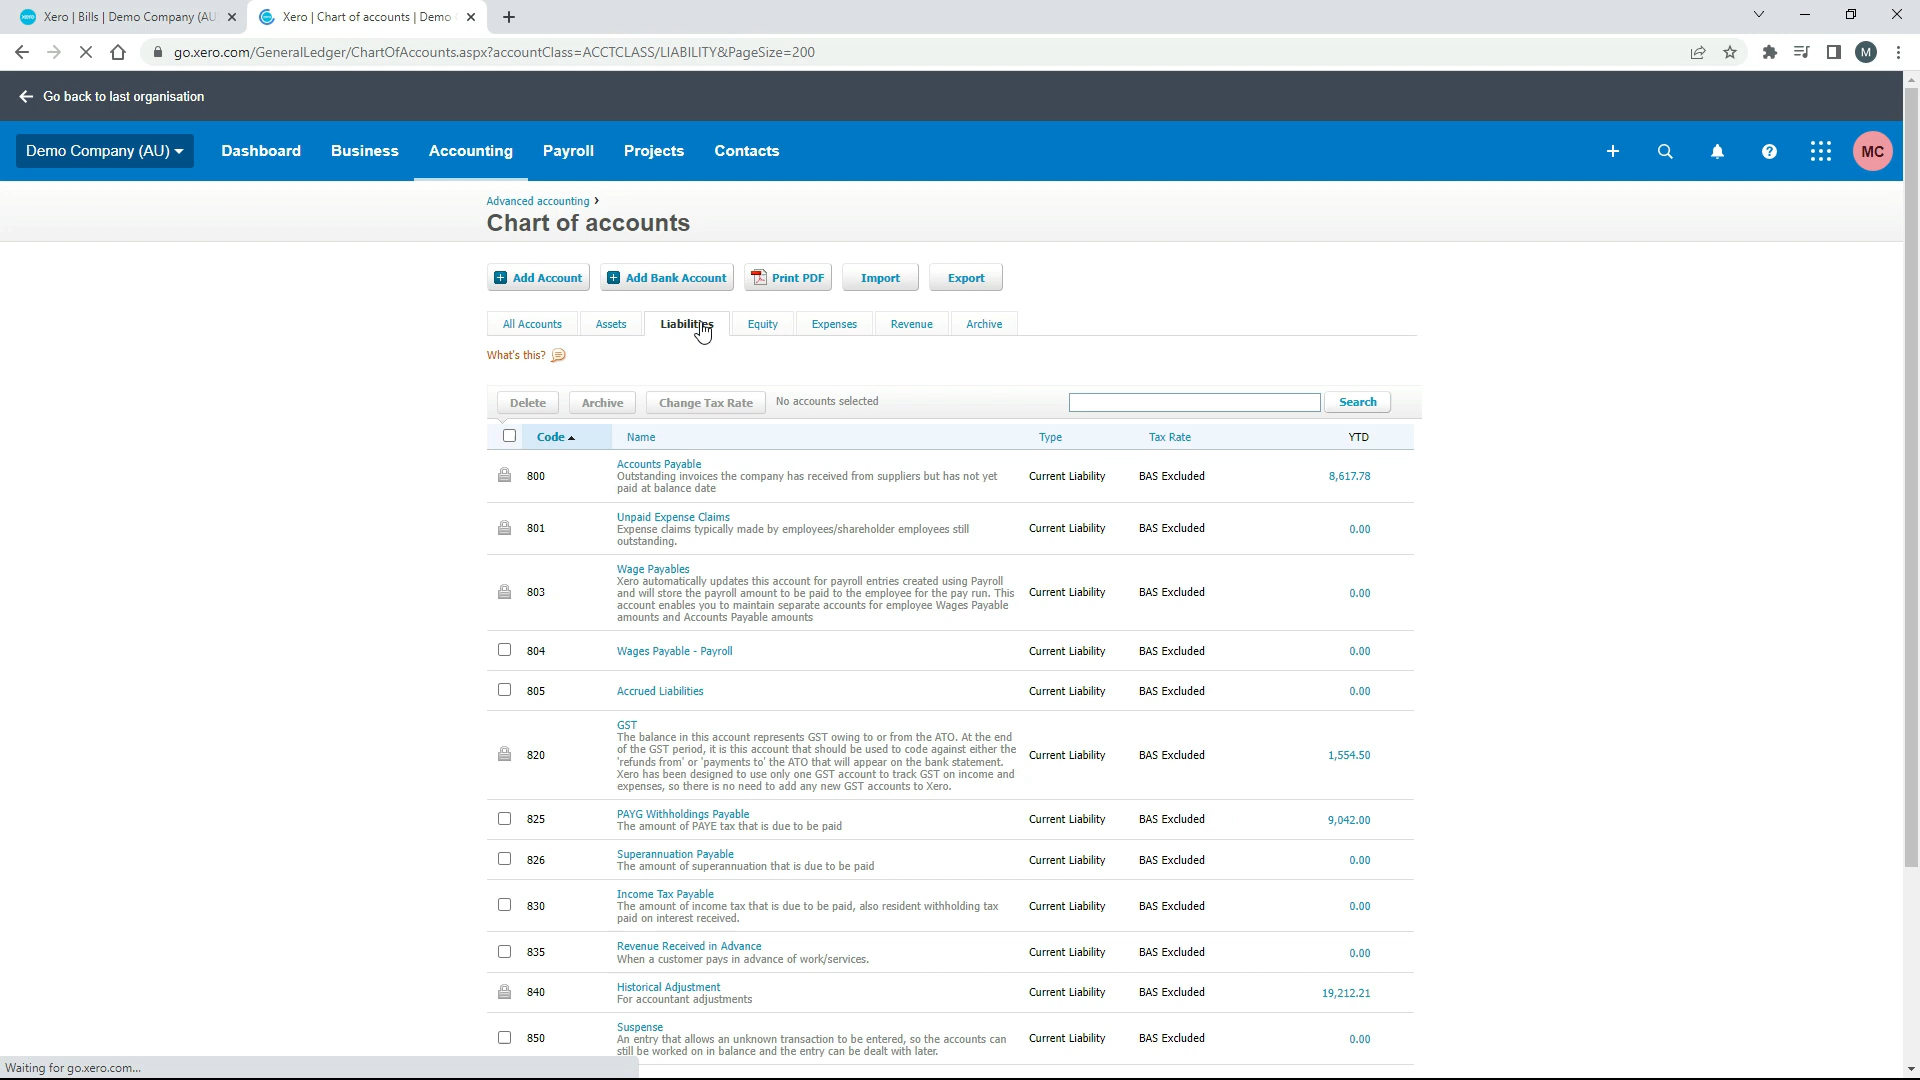 Xero | Bills | Demo Company (AU
Xero | Chart of accounts | Demo
go.xero.com/GeneralLedger/ChartOfAccounts.aspx?accountClass=ACCTCLASS/LIABILITY&PageSize=200
M
Go back to last organisation
Demo Company (AU)
Dashboard
Business
Accounting
Payroll
Projects
Contacts
MC
Advanced accounting ›
Chart of accounts
Add Account
Add Bank Account
Print PDF
Import
Export
All Accounts
Assets
Liabilities
Equity
Expenses
Revenue
Archive
What's this?
Delete
Archive
Change Tax Rate
No accounts selected
Search
Code Name Type Tax Rate YTD
Accounts Payable
800 Outstanding invoices the company has received from suppliers but has not yet Current Liability BAS Excluded 8,617.78
paid at balance date
Unpaid Expense Claims
801 Expense claims typically made by employees/shareholder employees still Current Liability BAS Excluded 0.00
outstanding.
Wage Payables
Xero automatically updates this account for payroll entries created using Payroll
803 and will store the payroll amount to be paid to the employee for the pay run. This Current Liability BAS Excluded 0.00
account enables you to maintain separate accounts for employee Wages Payable
amounts and Accounts Payable amounts
804 Wages Payable - Payroll Current Liability BAS Excluded 0.00
805 Accrued Liabilities Current Liability BAS Excluded 0.00
GST
The balance in this account represents GST owing to or from the ATO. At the end
of the GST period, it is this account that should be used to code against either the
820 'refunds from' or 'payments to' the ATO that will appear on the bank statement. Current Liability BAS Excluded 1,554.50
Xero has been designed to use only one GST account to track GST on income and
expenses, so there is no need to add any new GST accounts to Xero.
825 PAYG Withholdings Payable Current Liability BAS Excluded 9,042.00
The amount of PAYE tax that is due to be paid
826 Superannuation Payable Current Liability BAS Excluded 0.00
The amount of superannuation that is due to be paid
Income Tax Payable
830 The amount of income tax that is due to be paid, also resident withholding tax Current Liability BAS Excluded 0.00
paid on interest received.
835 Revenue Received in Advance Current Liability BAS Excluded 0.00
When a customer pays in advance of work/services.
840 Historical Adjustment Current Liability BAS Excluded 19,212.21
For accountant adjustments
Suspense
850 An entry that allows an unknown transaction to be entered, so the accounts can Current Liability BAS Excluded 0.00
still be worked on in balance and the entry can be dealt with later.
Waiting for go.xero.com...